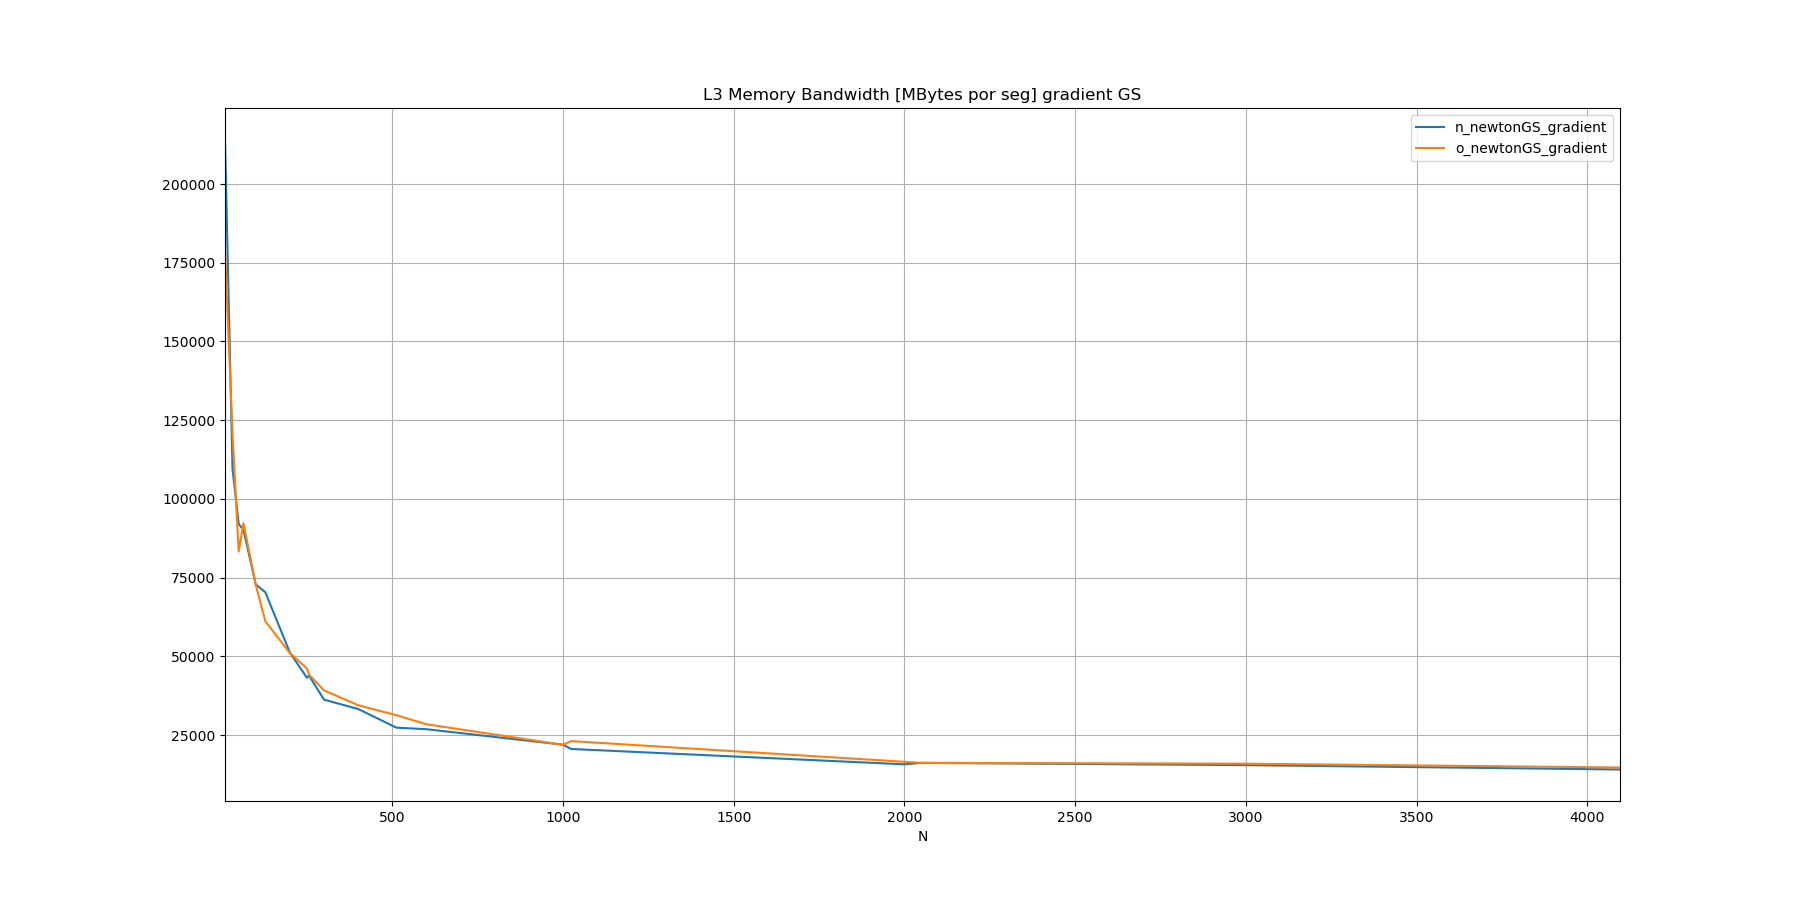 L3 Memory Bandwidth [MBytes por seg] gradient GS
n_newtonGS_gradient
o_newtonGS_gradient
200000
175000
150000
125000
100000
75000
50000
25000
500 1000 1500 2000 2500 3000 3500 4000
N